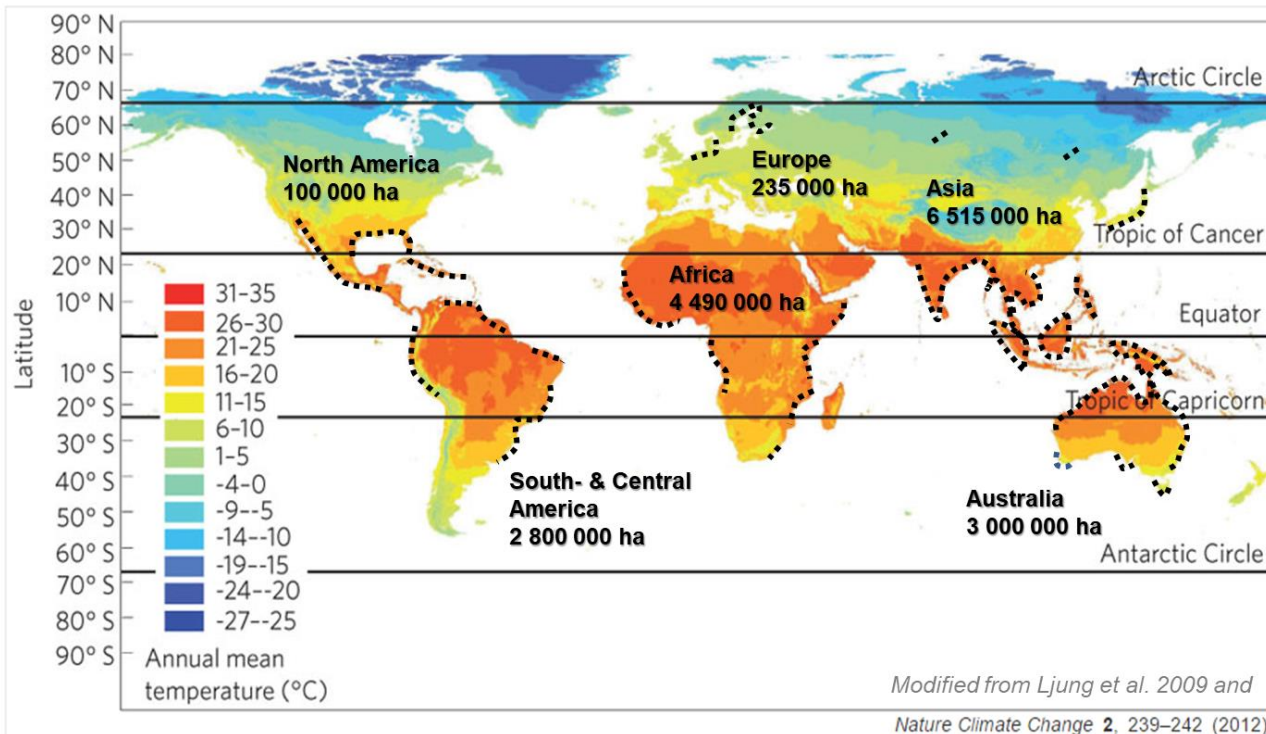 90° N
80° N
70° N
60° N
50° N
40° N
30° N
20° N
10° N
10° S
20° S
30° S
40° S
50° S
60° S
70° S
80° S
90° S
Latitude
Arctic Circle
Tropic of Cancer
Equator
Tropic of Capricorn
Antarctic Circle
North America
100 000 ha
Europe
235 000 ha
Asia
6 515 000 ha
Africa
4 490 000 ha
South- & Central
America
2 800 000 ha
Australia
3 000 000 ha
31–35
26–30
21–25
16–20
11–15
6–10
1–5
-4–0
-9–-5
-14–-10
-19–-15
-24–-20
-27–-25
Annual mean
temperature (°C)
Modified from Ljung et al. 2009 and
Nature Climate Change 2, 239–242 (2012)